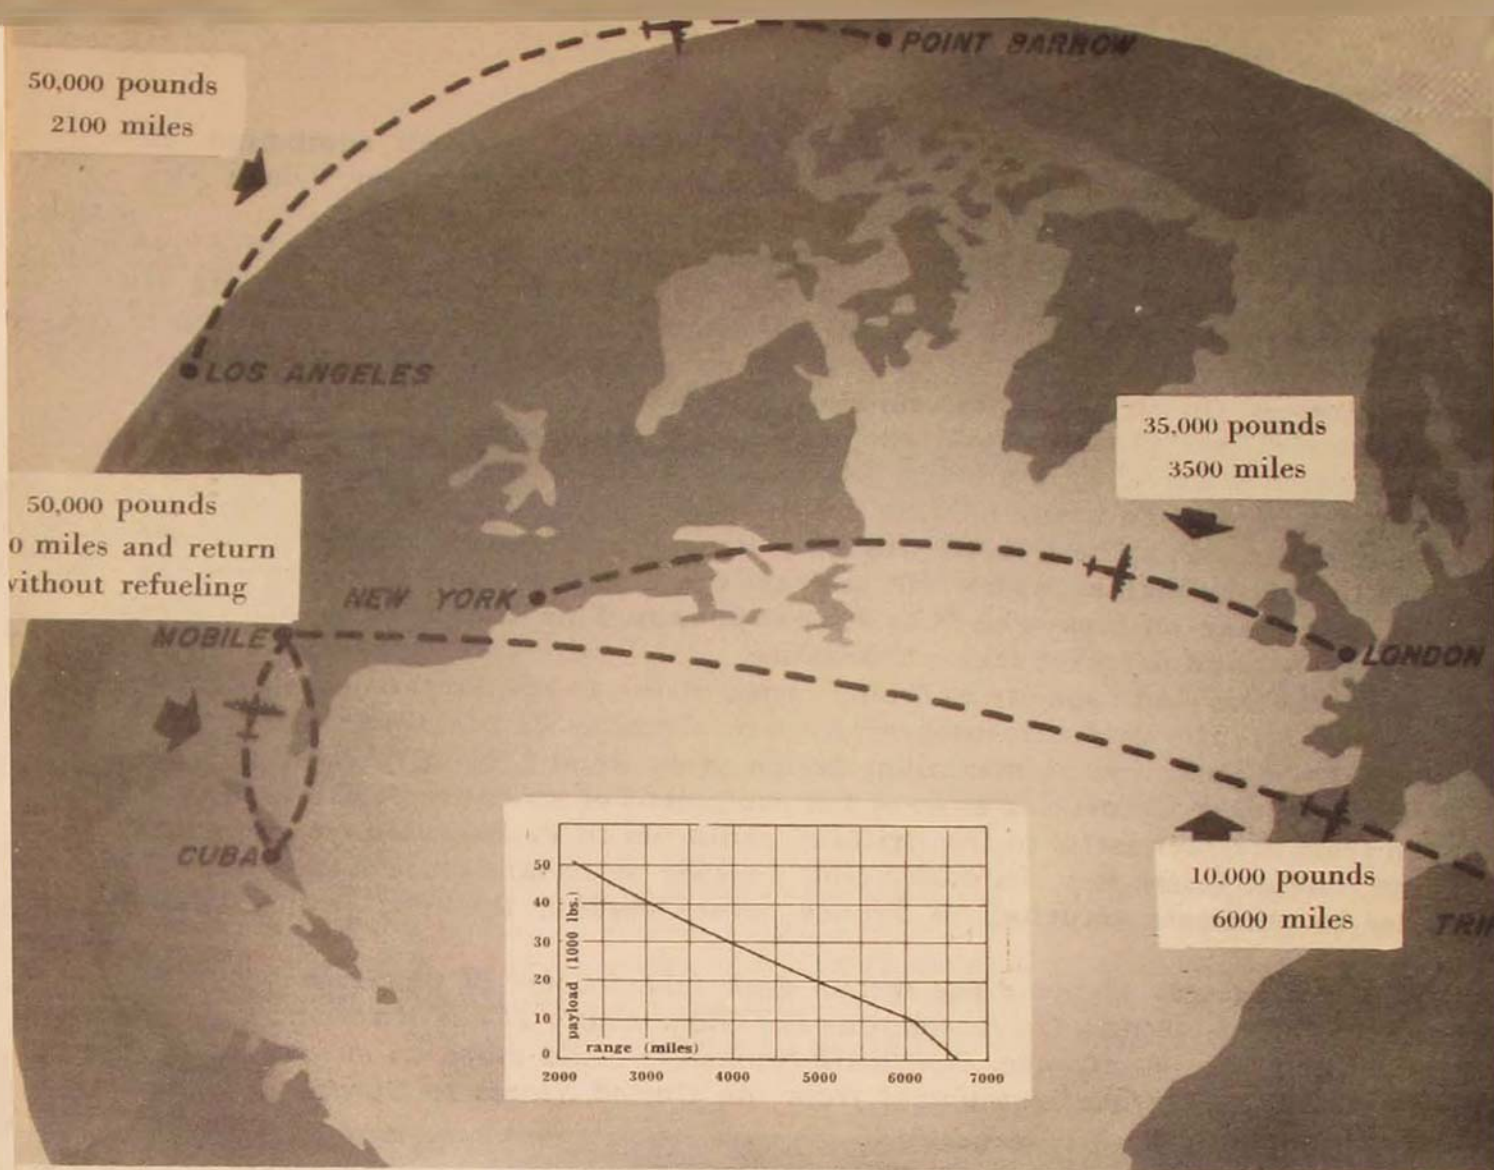 POINT BARROW
50,000 pounds
2100 miles
LOS ANGELES
35,000 pounds
3500 miles
50,000 pounds
0 miles and return
without refueling
NEW YORK
MOBILE
LONDON
CUBA
10,000 pounds
6000 miles
TRI
50
40
30
20
10
0
payload (1000 lbs.)
range (miles)
2000 3000 4000 5000 6000 7000